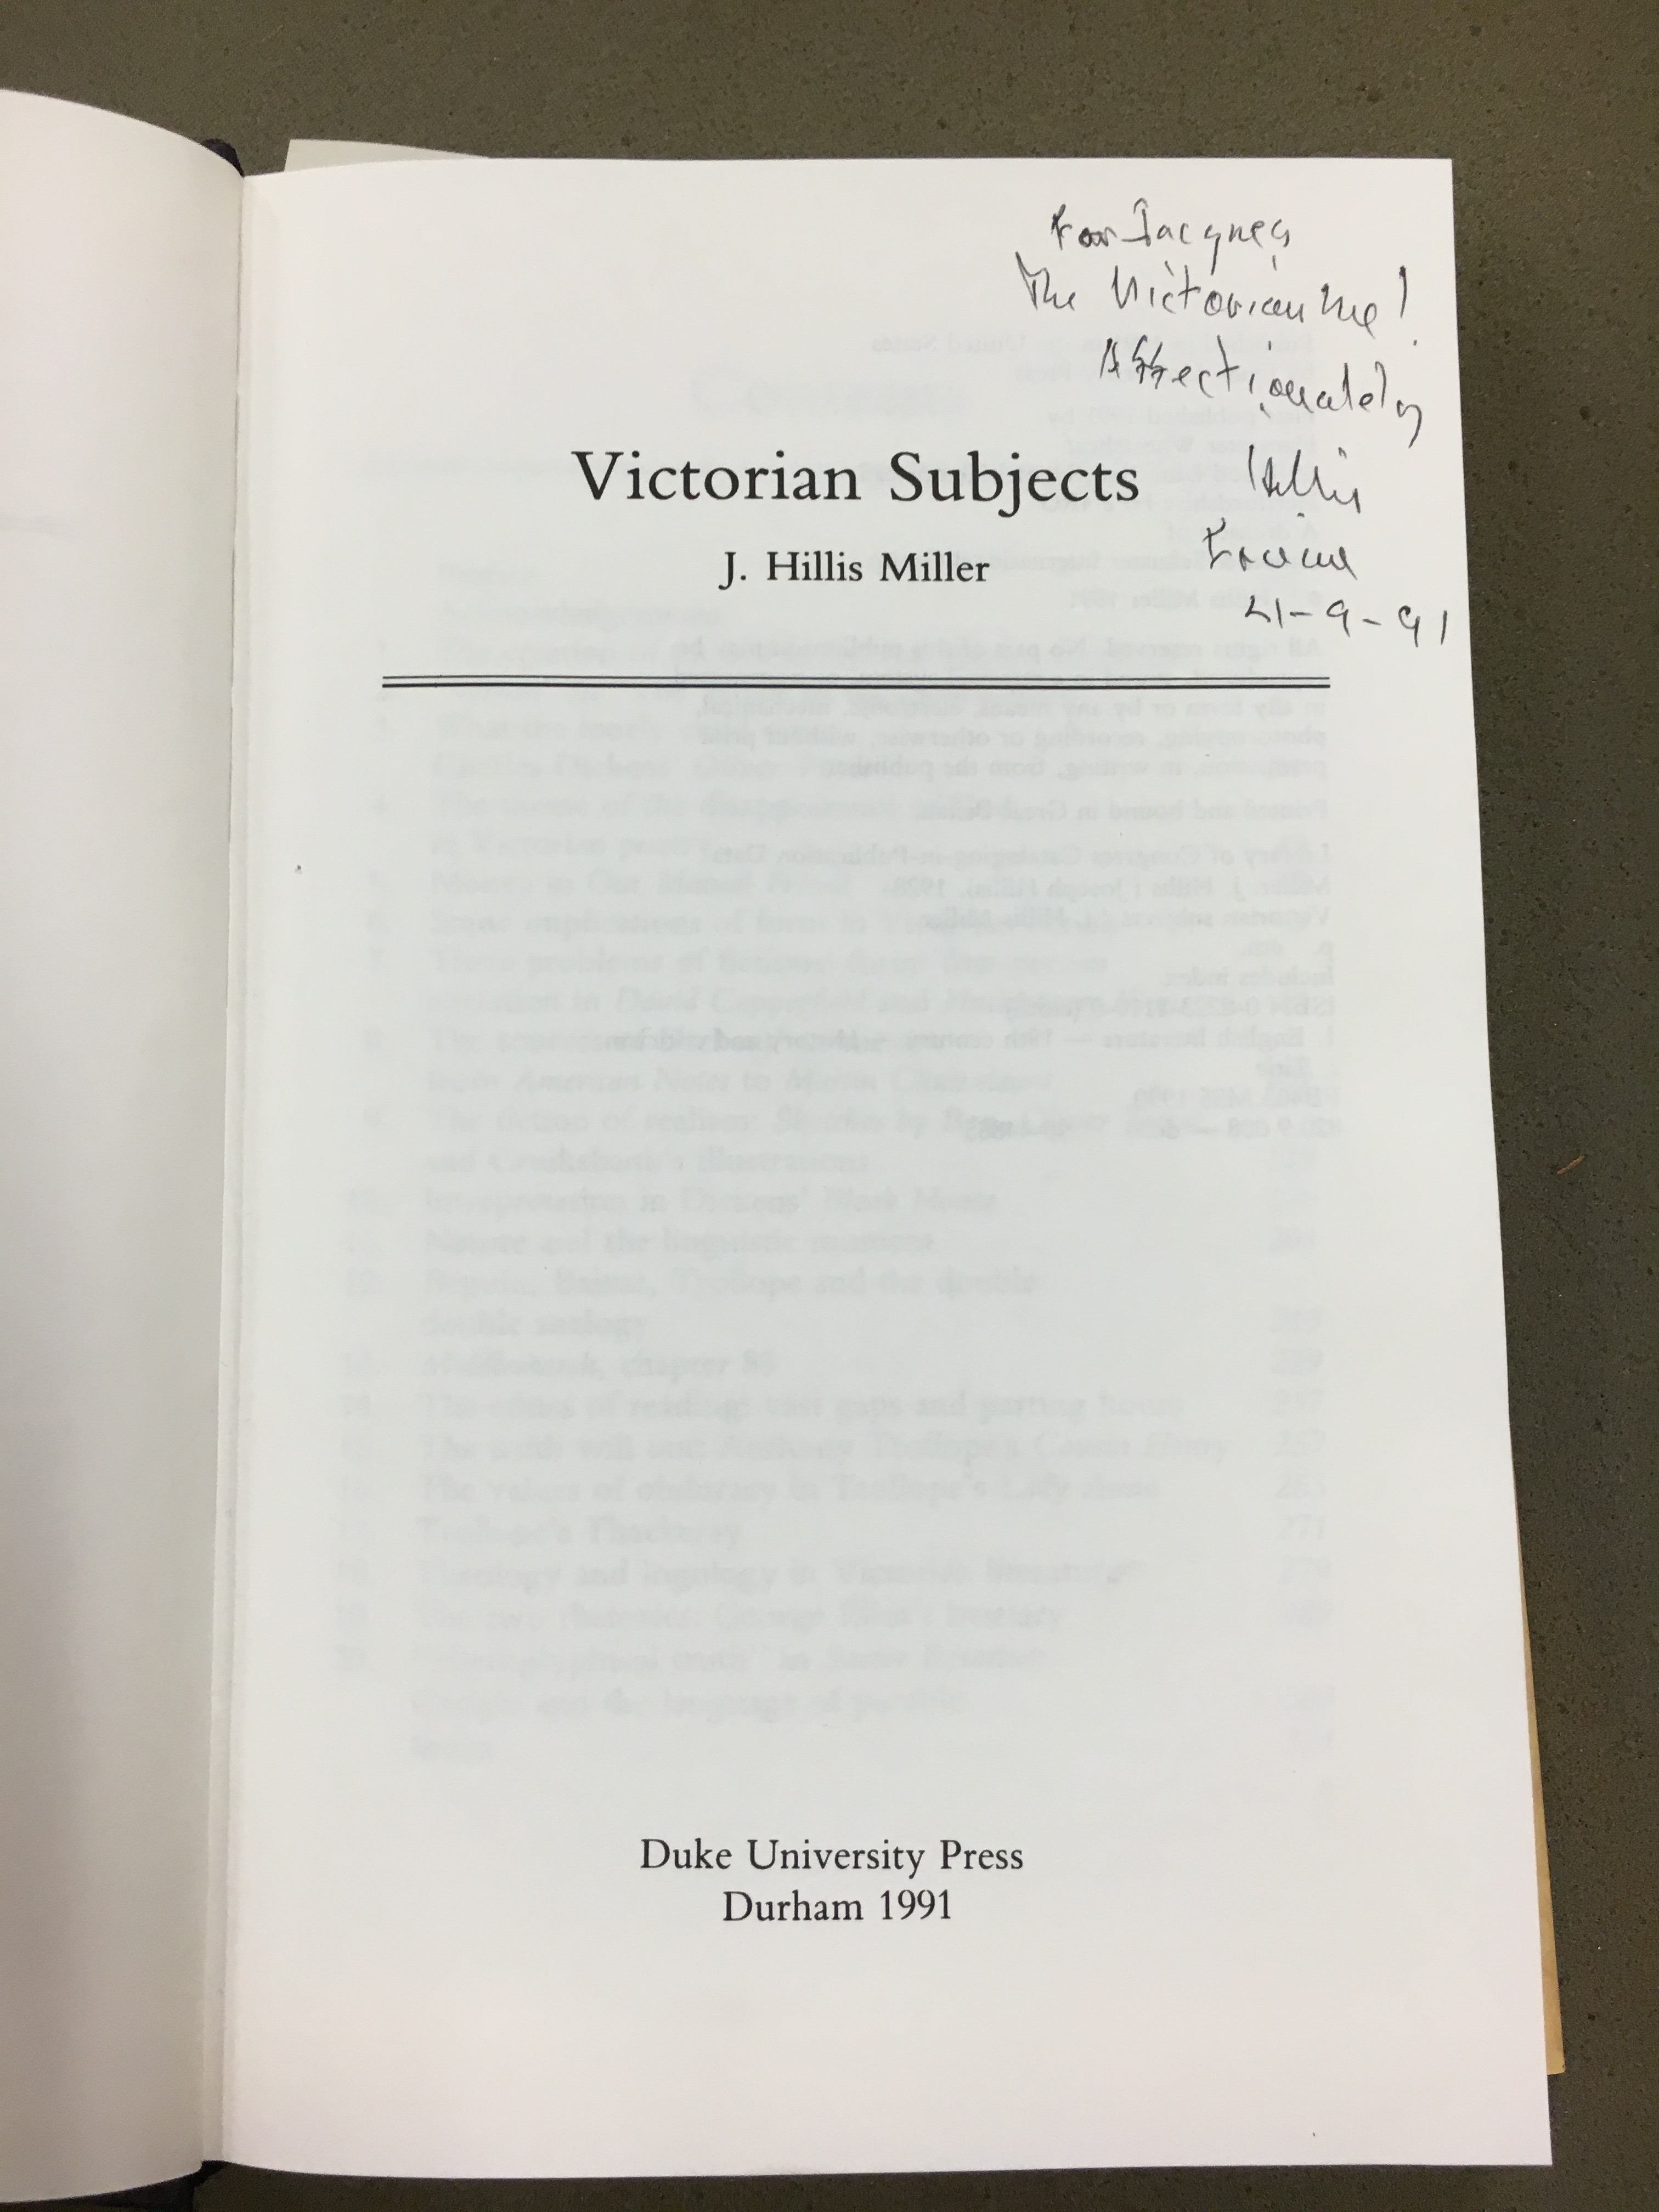 For Jacques
The Victorian me!
Affectionately
Hillis
Irvine
21-9-91
Victorian Subjects
J. Hillis Miller
Duke University Press
Durham 1991